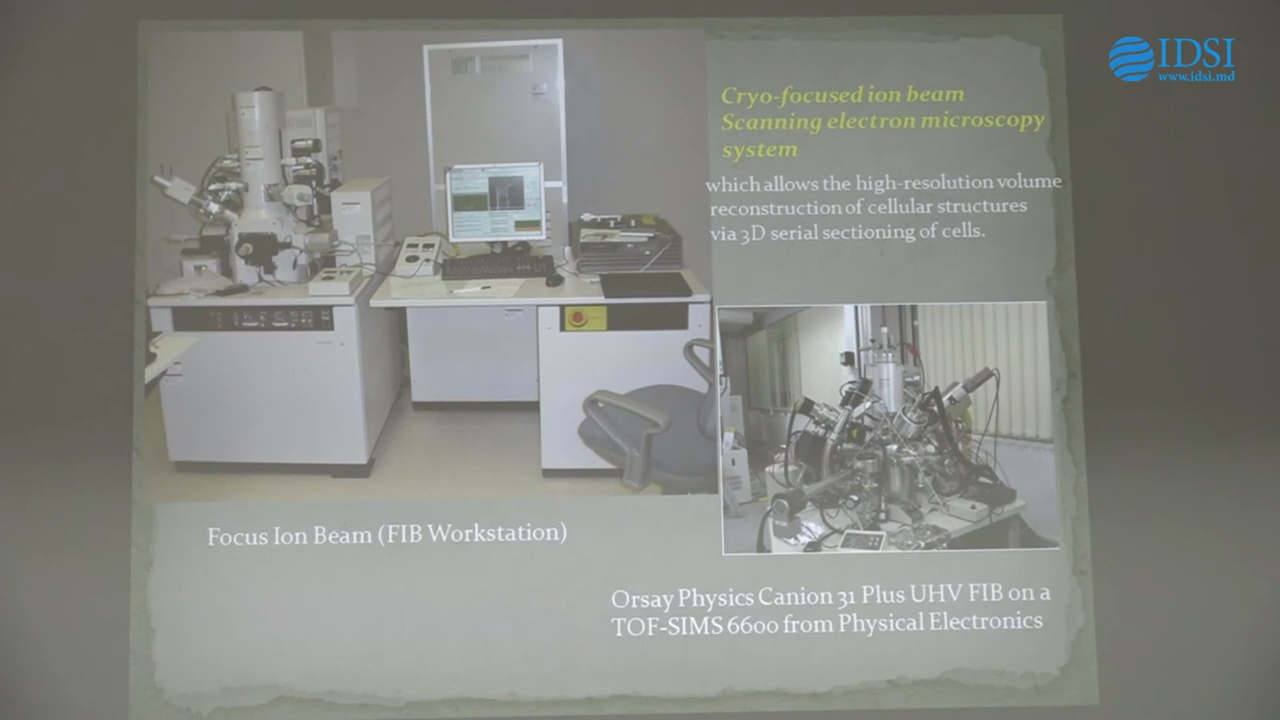 IDSI
www.idsi.md
Cryo-focused ion beam
Scanning electron microscopy
system
which allows the high-resolution volume
reconstruction of cellular structures
via 3D serial sectioning of cells.
Focus Ion Beam (FIB Workstation)
Orsay Physics Canion 31 Plus UHV FIB on a
TOF-SIMS 6600 from Physical Electronics